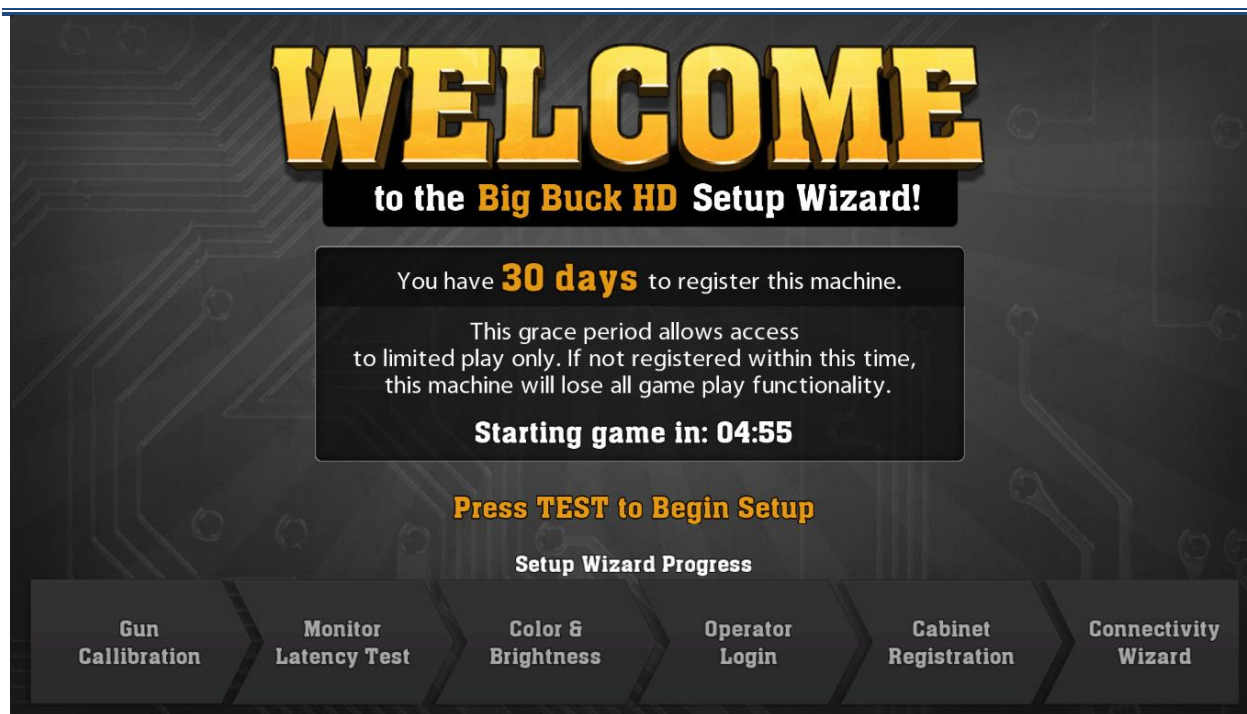 WELCOME
to the Big Buck HD Setup Wizard!
You have 30 days to register this machine.
This grace period allows access
to limited play only. If not registered within this time,
this machine will lose all game play functionality.
Starting game in: 04:55
Press TEST to Begin Setup
Setup Wizard Progress
Gun
Callibration
Monitor
Latency Test
Color &
Brightness
Operator
Login
Cabinet
Registration
Connectivity
Wizard